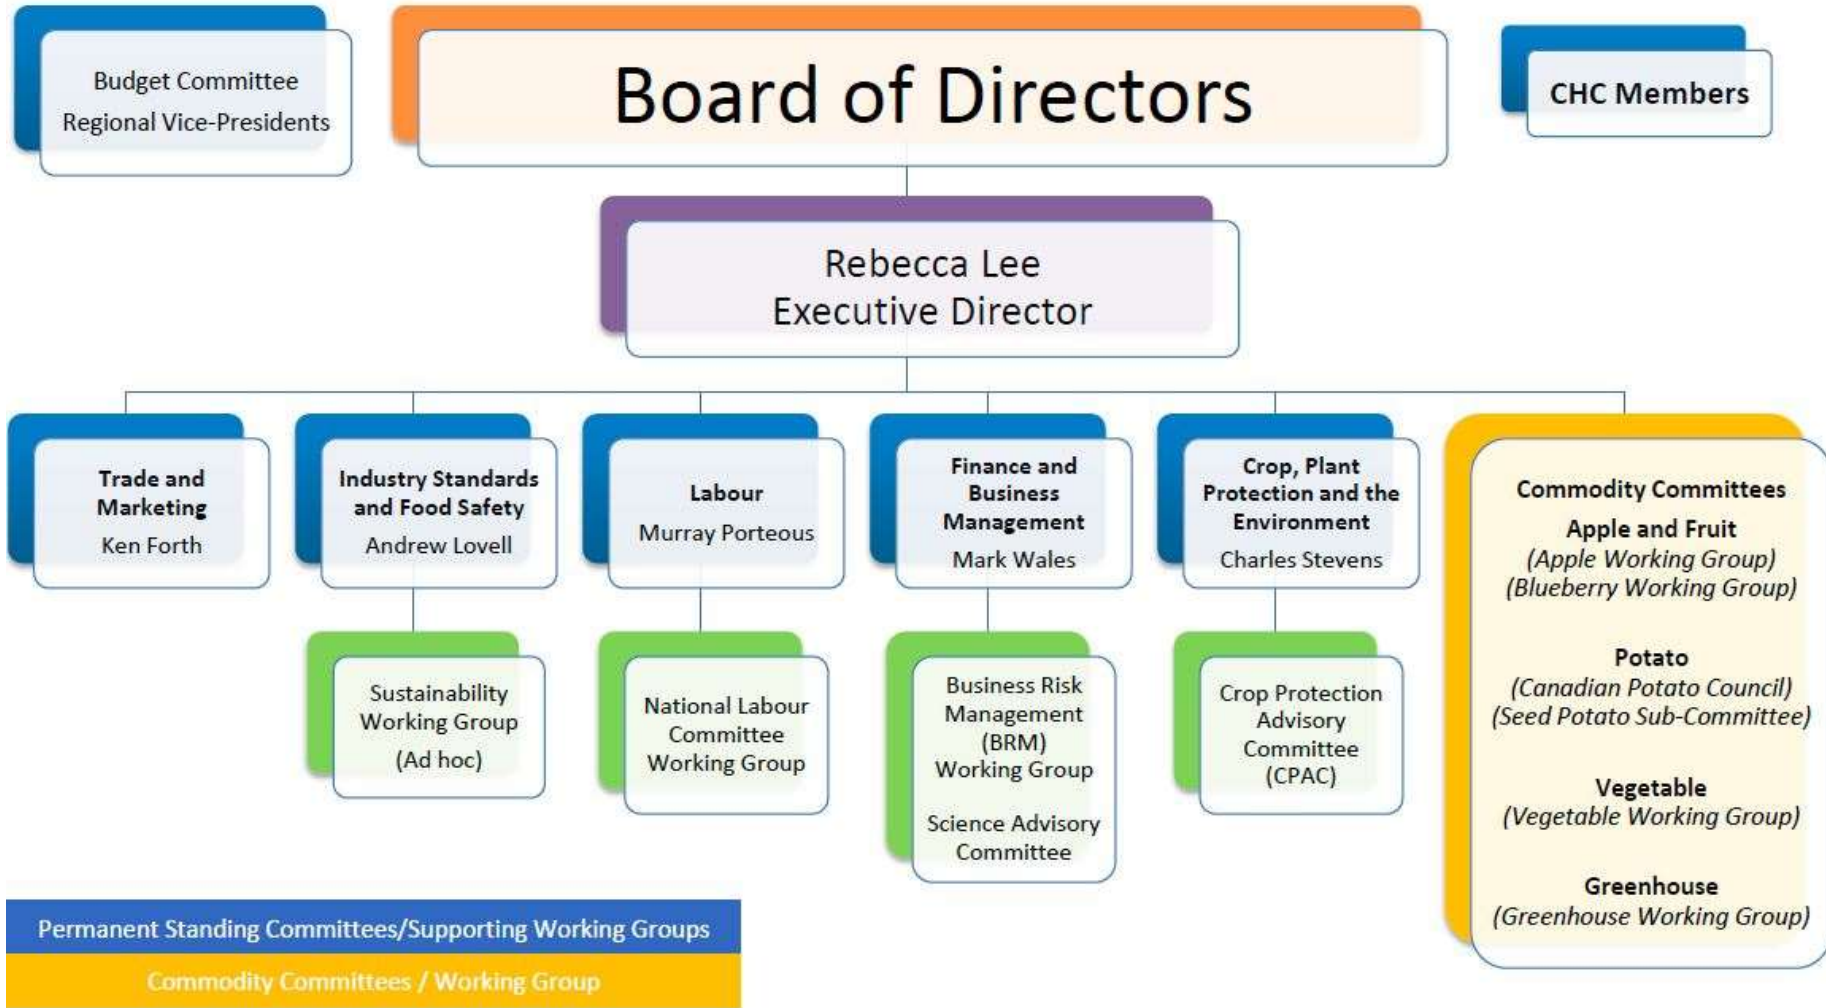 Budget Committee
Regional Vice-Presidents
Board of Directors
CHC Members
Rebecca Lee
Executive Director
Trade and
Marketing
Ken Forth
Industry Standards
and Food Safety
Andrew Lovell
Labour
Murray Porteous
Finance and
Business
Management
Mark Wales
Crop, Plant
Protection and the
Environment
Charles Stevens
Commodity Committees
Apple and Fruit
(Apple Working Group)
(Blueberry Working Group)
Potato
(Canadian Potato Council)
(Seed Potato Sub-Committee)
Vegetable
(Vegetable Working Group)
Greenhouse
(Greenhouse Working Group)
Sustainability
Working Group
(Ad hoc)
National Labour
Committee
Working Group
Business Risk
Management
(BRM)
Working Group
Science Advisory
Committee
Crop Protection
Advisory
Committee
(CPAC)
Permanent Standing Committees/Supporting Working Groups
Commodity Committees / Working Group